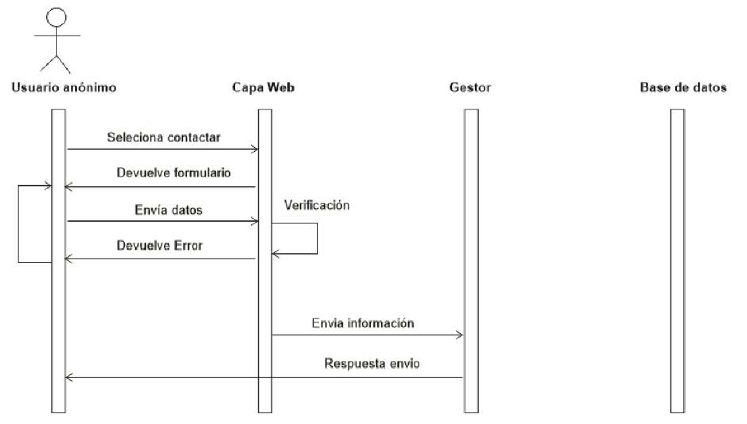 Usuario anónimo
Capa Web
Gestor
Base de datos
Seleciona contactar
Devuelve formulario
Envía datos
Verificación
Devuelve Error
Envia información
Respuesta envio